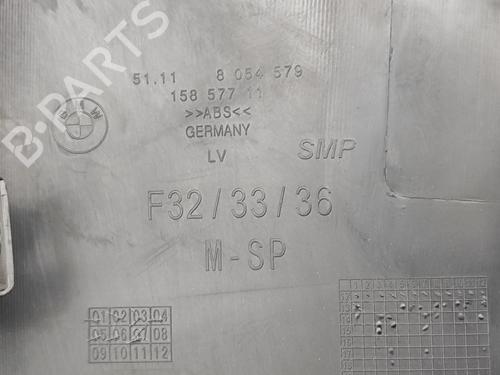 B-PARTS
BMW
51.11 8 054 579
158 577 11
>>ABS<<
GERMANY
LV SMP
F32/33/36
M-SP
01 02 03 04
05 06 07 08
09 10 11 12